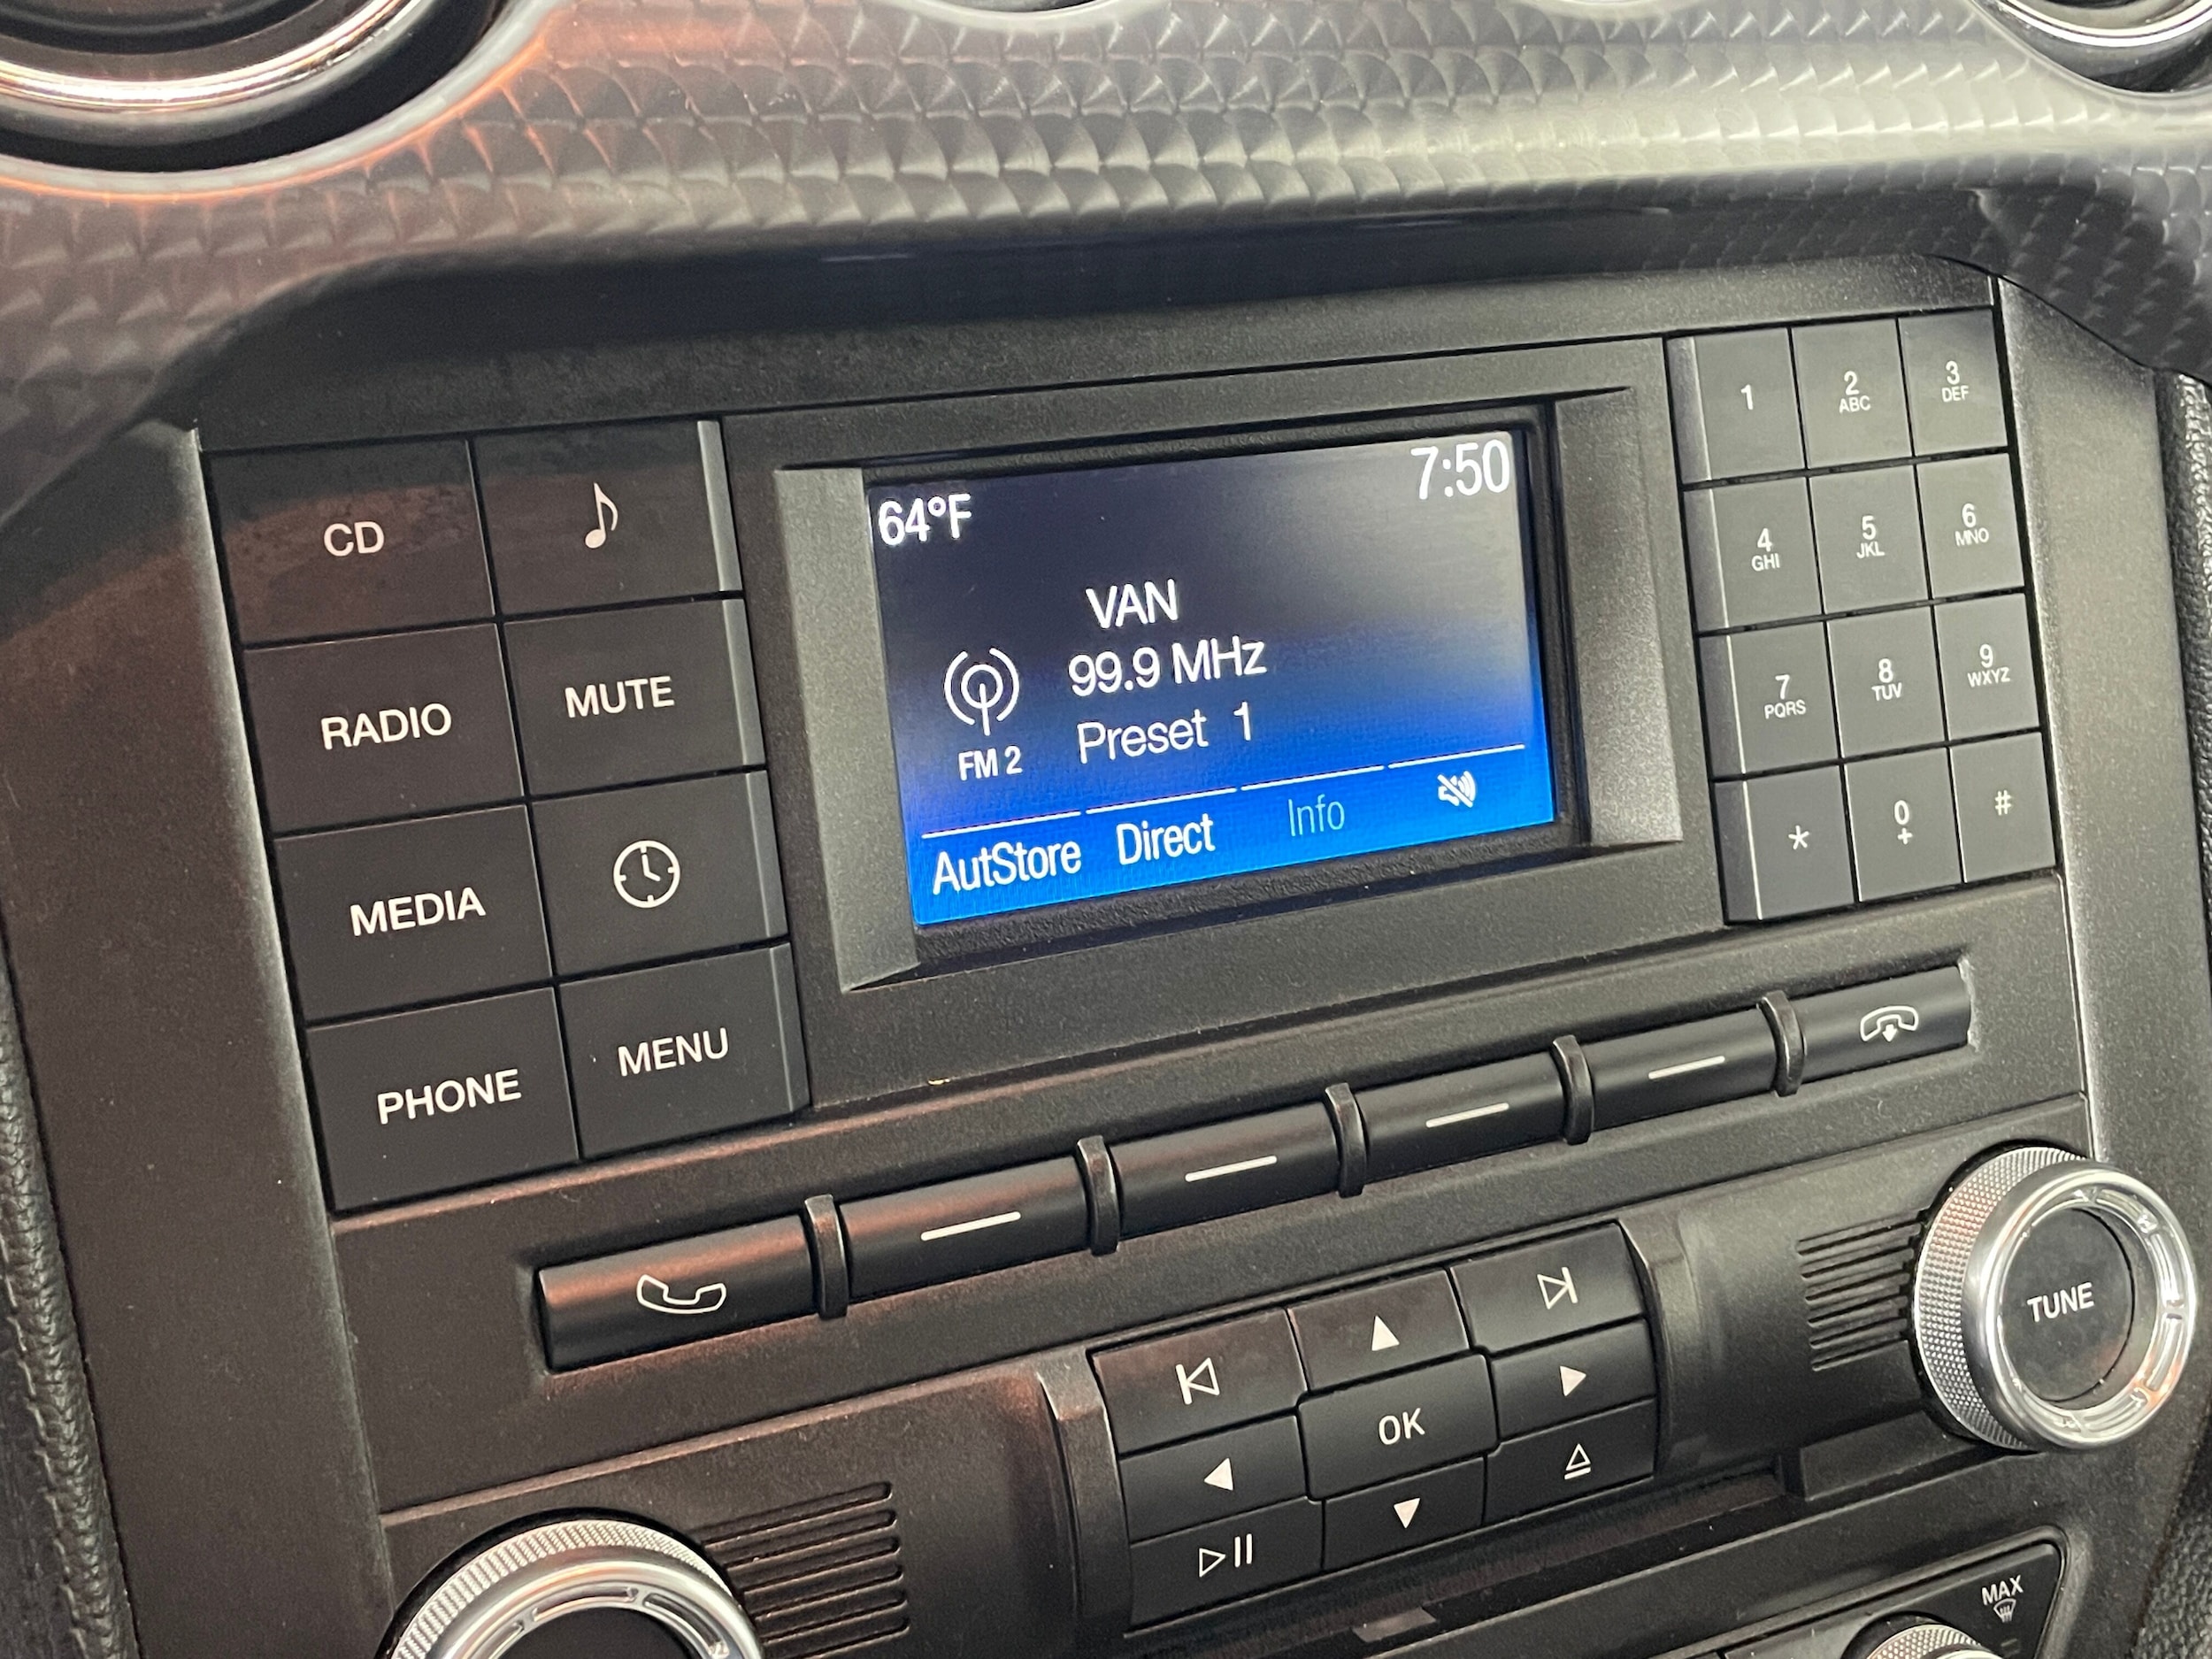 64°F
7:50
VAN
99.9 MHz
Preset 1
FM 2
AutStore Direct Info
CD
RADIO
MUTE
MEDIA
PHONE
MENU
1
2
ABC
3
DEF
4
GHI
5
JKL
6
MNO
7
PQRS
8
TUV
9
WXYZ
*
0
+
#
OK
TUNE
MAX